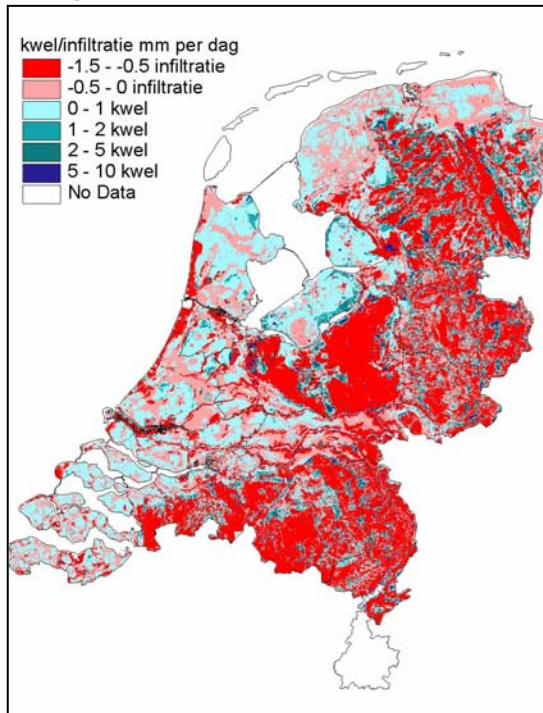 kwel/infiltratie mm per dag
-1.5 - -0.5 infiltratie
-0.5 - 0 infiltratie
0 - 1 kwel
1 - 2 kwel
2 - 5 kwel
5 - 10 kwel
No Data